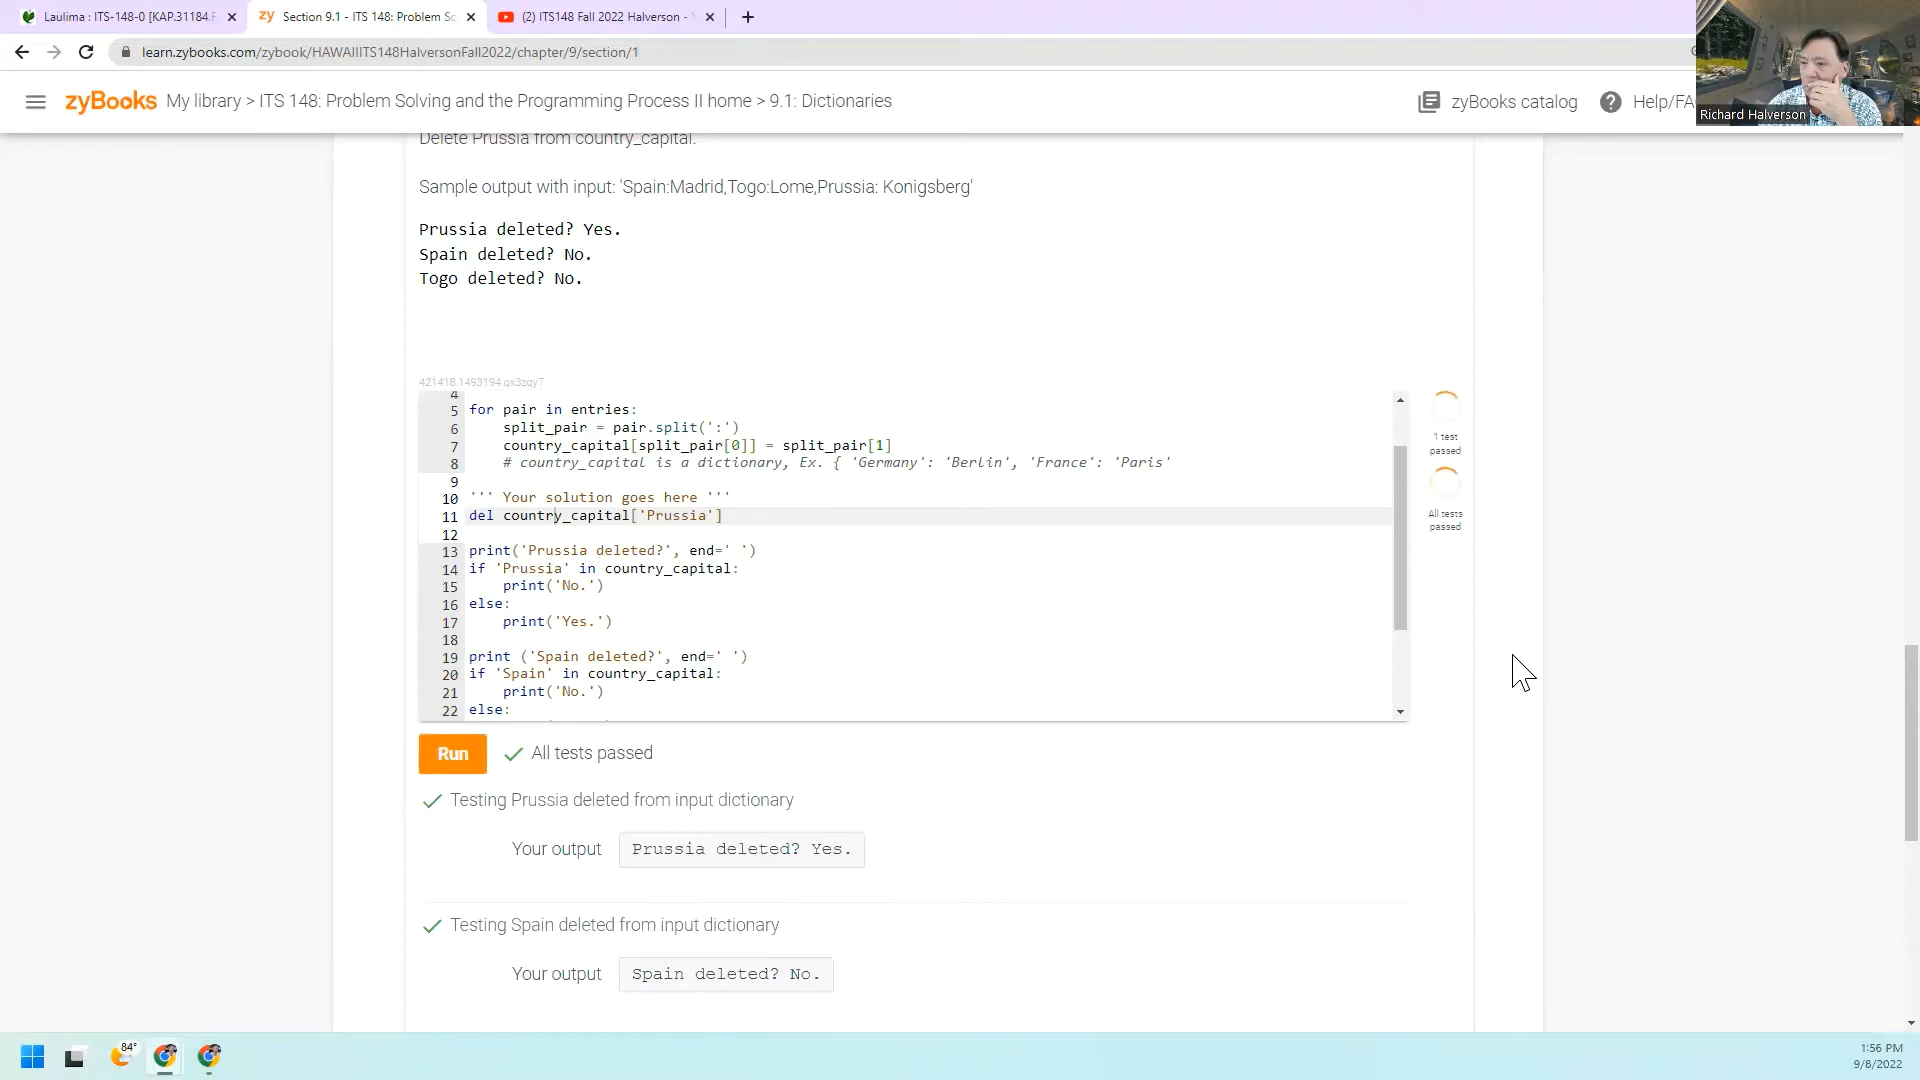 Laulima : ITS-148-0 [KAP.31184.F
zy Section 9.1 - ITS 148: Problem So
(2) ITS148 Fall 2022 Halverson -
learn.zybooks.com/zybook/HAWAIIITS148HalversonFall2022/chapter/9/section/1
zyBooks My library > ITS 148: Problem Solving and the Programming Process II home > 9.1: Dictionaries
zyBooks catalog
Help/FA
Richard Halverson
Delete Prussia from country_capital.
Sample output with input: 'Spain:Madrid,Togo:Lome,Prussia: Konigsberg'
Prussia deleted? Yes.
Spain deleted? No.
Togo deleted? No.
421418.1493194.qx3zqy7
4
5 for pair in entries:
6 split_pair = pair.split(':')
7 country_capital[split_pair[0]] = split_pair[1]
8 # country_capital is a dictionary, Ex. { 'Germany': 'Berlin', 'France': 'Paris'
9
10 ''' Your solution goes here '''
11 del country_capital['Prussia']
12
13 print('Prussia deleted?', end=' ')
14 if 'Prussia' in country_capital:
15 print('No.')
16 else:
17 print('Yes.')
18
19 print ('Spain deleted?', end=' ')
20 if 'Spain' in country_capital:
21 print('No.')
22 else:
1 test
passed
All tests
passed
Run
All tests passed
Testing Prussia deleted from input dictionary
Your output
Prussia deleted? Yes.
Testing Spain deleted from input dictionary
Your output
Spain deleted? No.
84°
1:56 PM
9/8/2022